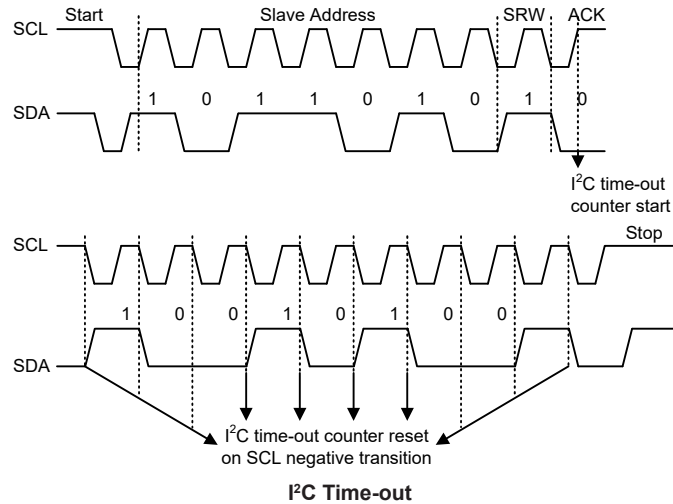 Start Slave Address SRW ACK
SCL
1 0 1 1 0 1 0 1 0
SDA
I²C time-out
counter start
SCL Stop
1 0 0 1 0 1 0 0
SDA
I²C time-out counter reset
on SCL negative transition
I²C Time-out